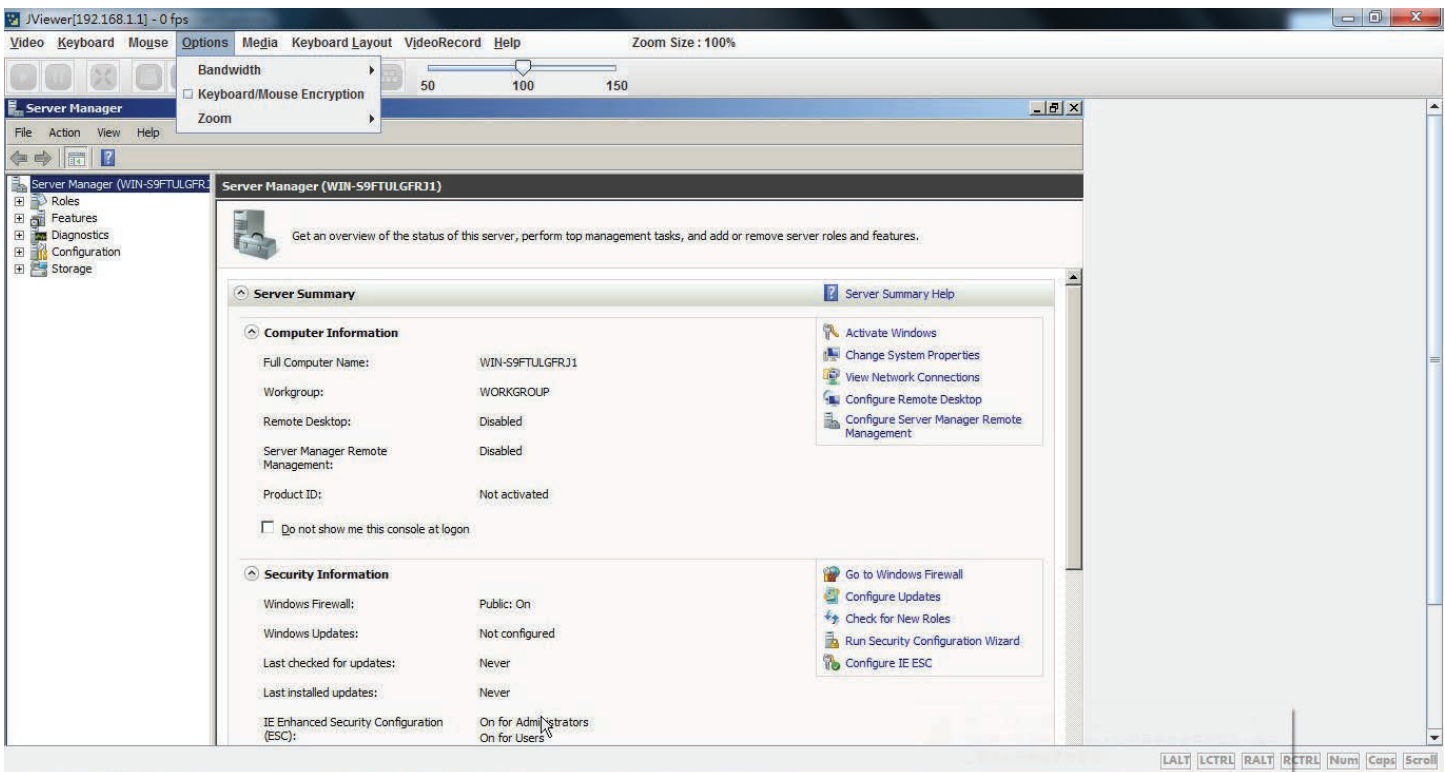 JViewer[192.168.1.1] - 0 fps
Video Keyboard Mouse Options Media Keyboard Layout VideoRecord Help Zoom Size : 100%
Bandwidth
Keyboard/Mouse Encryption
Zoom
50 100 150
Server Manager
File Action View Help
Server Manager (WIN-S9FTULGFRJ
Roles
Features
Diagnostics
Configuration
Storage
Server Manager (WIN-S9FTULGFRJ1)
Get an overview of the status of this server, perform top management tasks, and add or remove server roles and features.
Server Summary
Server Summary Help
Computer Information
Full Computer Name: WIN-S9FTULGFRJ1
Workgroup: WORKGROUP
Remote Desktop: Disabled
Server Manager Remote
Management:
Disabled
Product ID: Not activated
Do not show me this console at logon
Activate Windows
Change System Properties
View Network Connections
Configure Remote Desktop
Configure Server Manager Remote
Management
Security Information
Windows Firewall: Public: On
Windows Updates: Not configured
Last checked for updates: Never
Last installed updates: Never
IE Enhanced Security Configuration
(ESC):
On for Administrators
On for Users
Go to Windows Firewall
Configure Updates
Check for New Roles
Run Security Configuration Wizard
Configure IE ESC
LALT LCTRL RALT RCTRL Num Caps Scroll